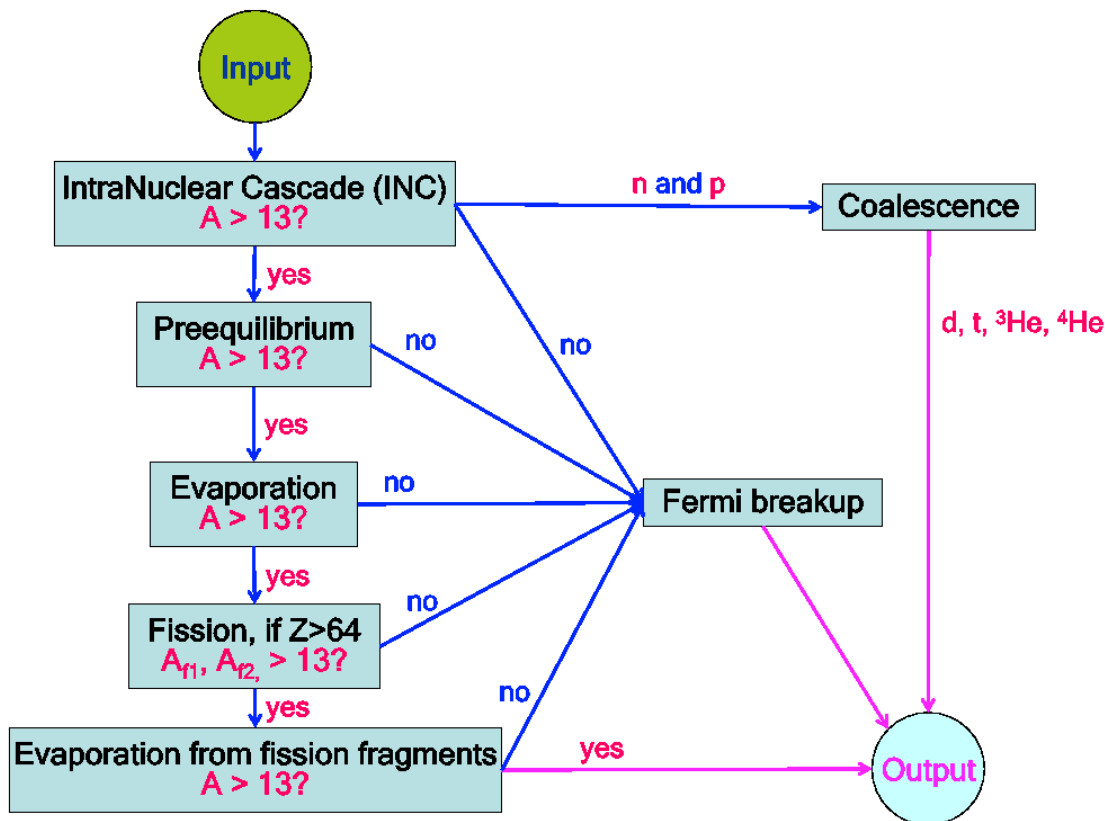 Input
IntraNuclear Cascade (INC)
A > 13?
n and p
Coalescence
yes
d, t, ³He, ⁴He
Preequilibrium
A > 13?
no
no
yes
Evaporation
A > 13?
no
Fermi breakup
yes
no
Fission, if Z>64
A_f1, A_f2, > 13?
no
yes
Evaporation from fission fragments
A > 13?
yes
Output